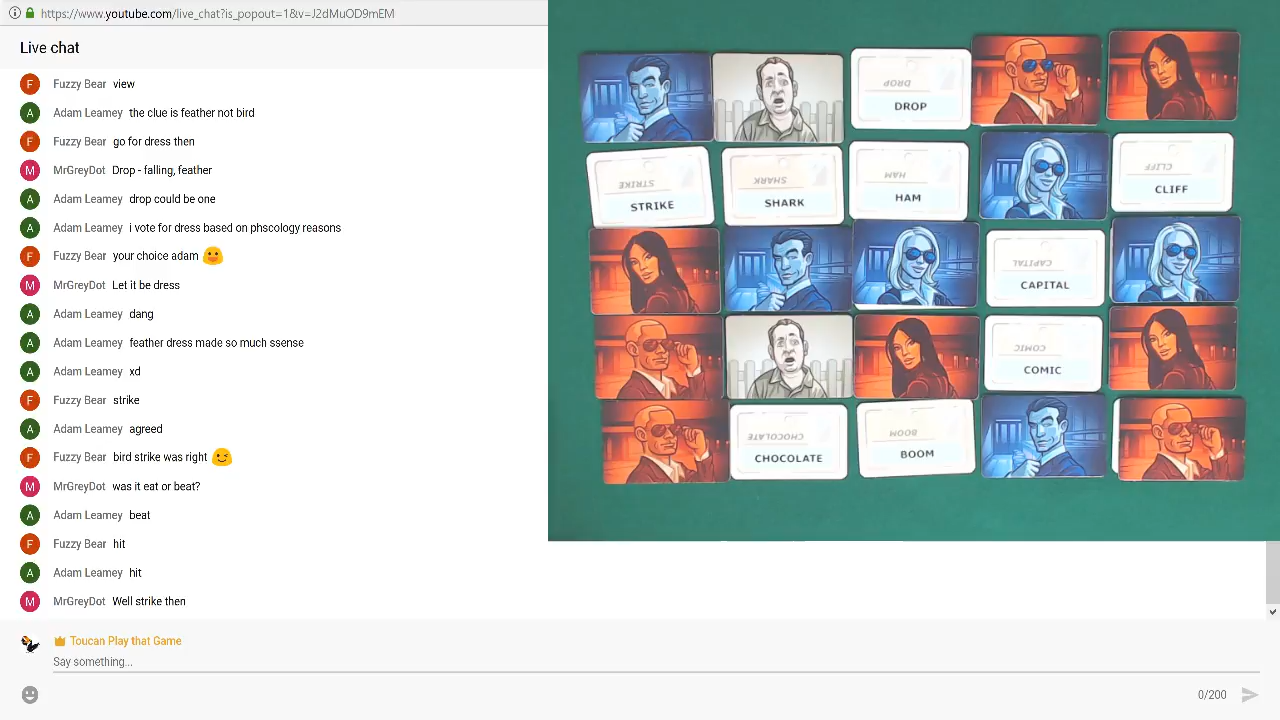 https://www.youtube.com/live_chat?is_popout=1&v=J2dMuOD9mEM
Live chat
F Fuzzy Bear view
A Adam Leamey the clue is feather not bird
F Fuzzy Bear go for dress then
M MrGreyDot Drop - falling, feather
A Adam Leamey drop could be one
A Adam Leamey i vote for dress based on phonology reasons
F Fuzzy Bear your choice then
M MrGreyDot Let it be dress
A Adam Leamey dang
A Adam Leamey feather dress made so much ssense
A Adam Leamey xd
F Fuzzy Bear strike
A Adam Leamey agreed
F Fuzzy Bear bird strike was right
M MrGreyDot was it eat or beat?
A Adam Leamey beat
F Fuzzy Bear hit
A Adam Leamey hit
M MrGreyDot Well strike then
Toucan Play that Game
Say something...
0/200
DROP
DROP
STRIKE
STRIKE
SHARK
SHARK
HAM
HAM
CLIFF
CLIFF
CAPITAL
CAPITAL
COMIC
COMIC
CHOCOLATE
CHOCOLATE
BOOM
BOOM